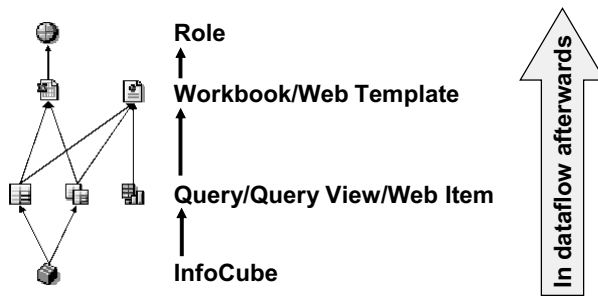 Role
Workbook/Web Template
Query/Query View/Web Item
InfoCube
In dataflow afterwards